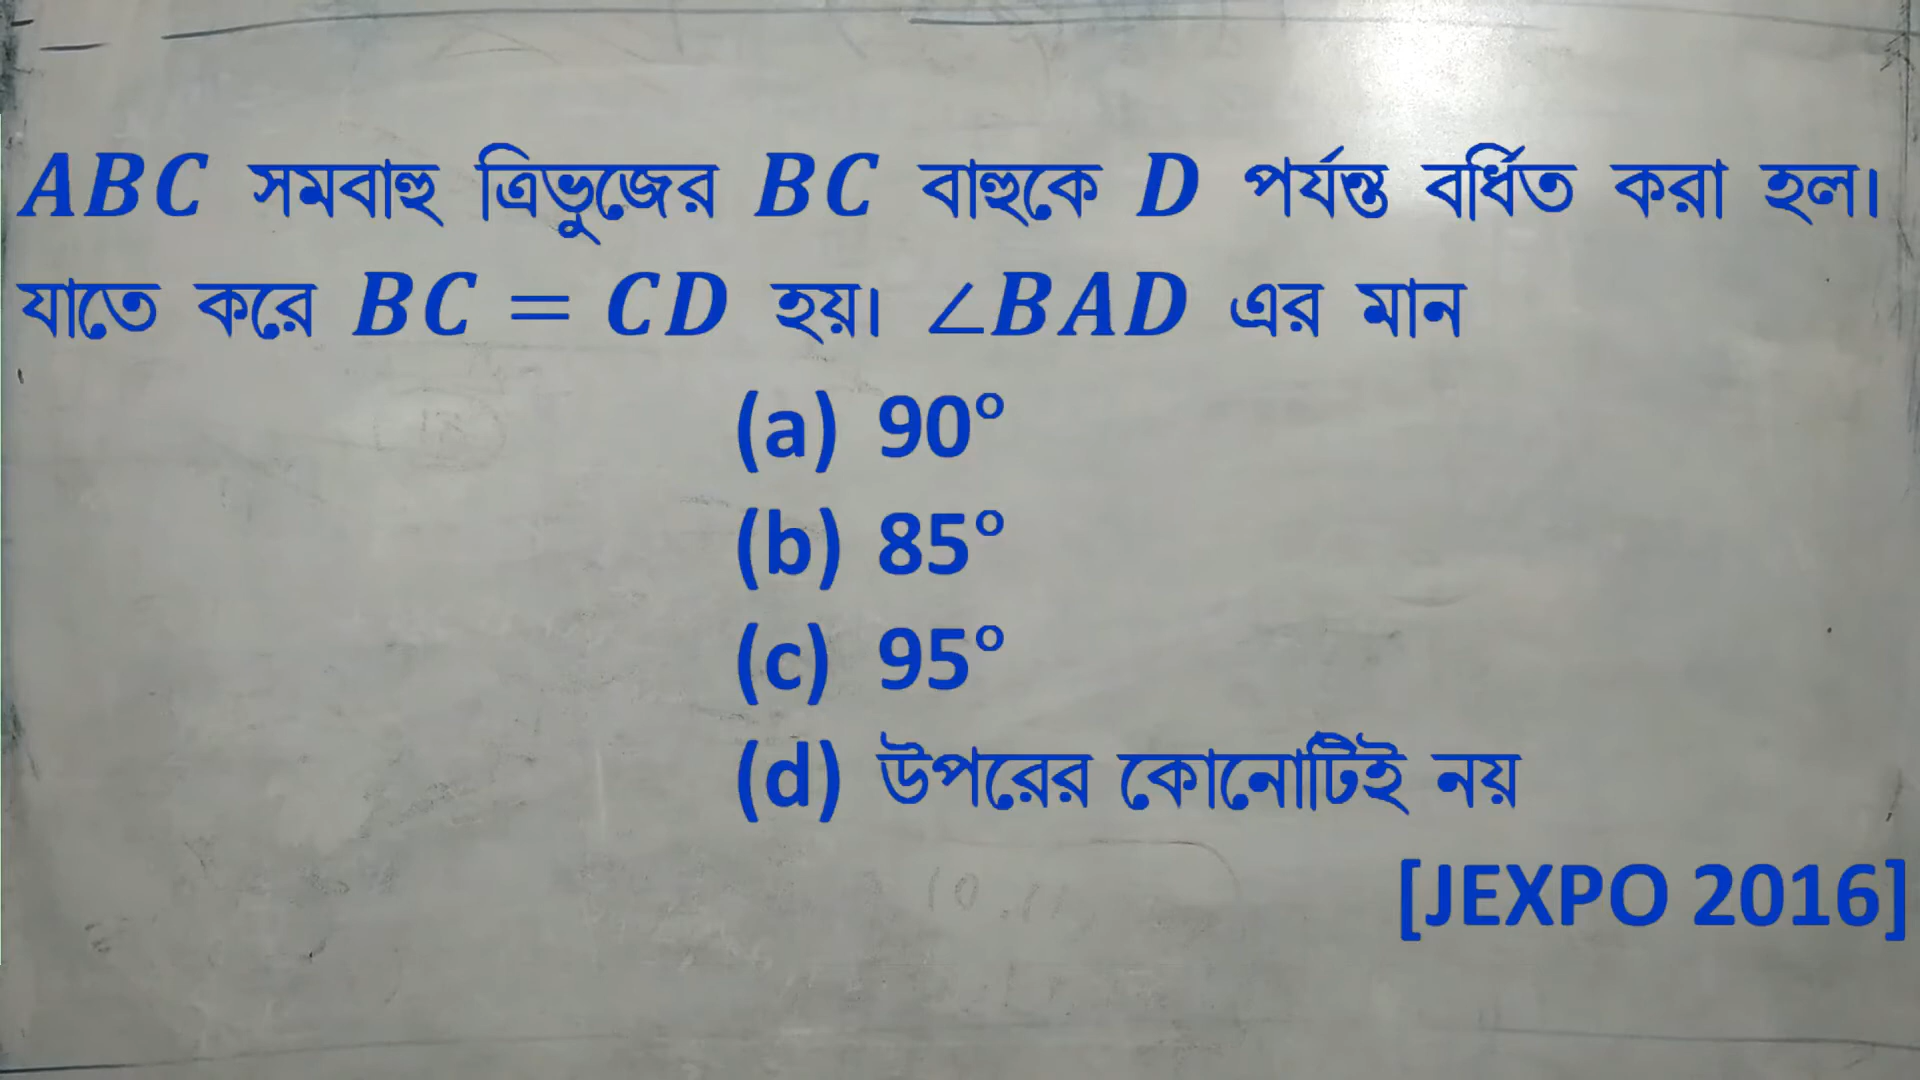 ABC সমবাহু ত্রিভুজের BC বাহুকে D পর্যন্ত বর্ধিত করা হল।
যাতে করে BC = CD হয়। ∠BAD এর মান
(a) 90°
(b) 85°
(c) 95°
(d) উপরের কোনোটিই নয়
[JEXPO 2016]